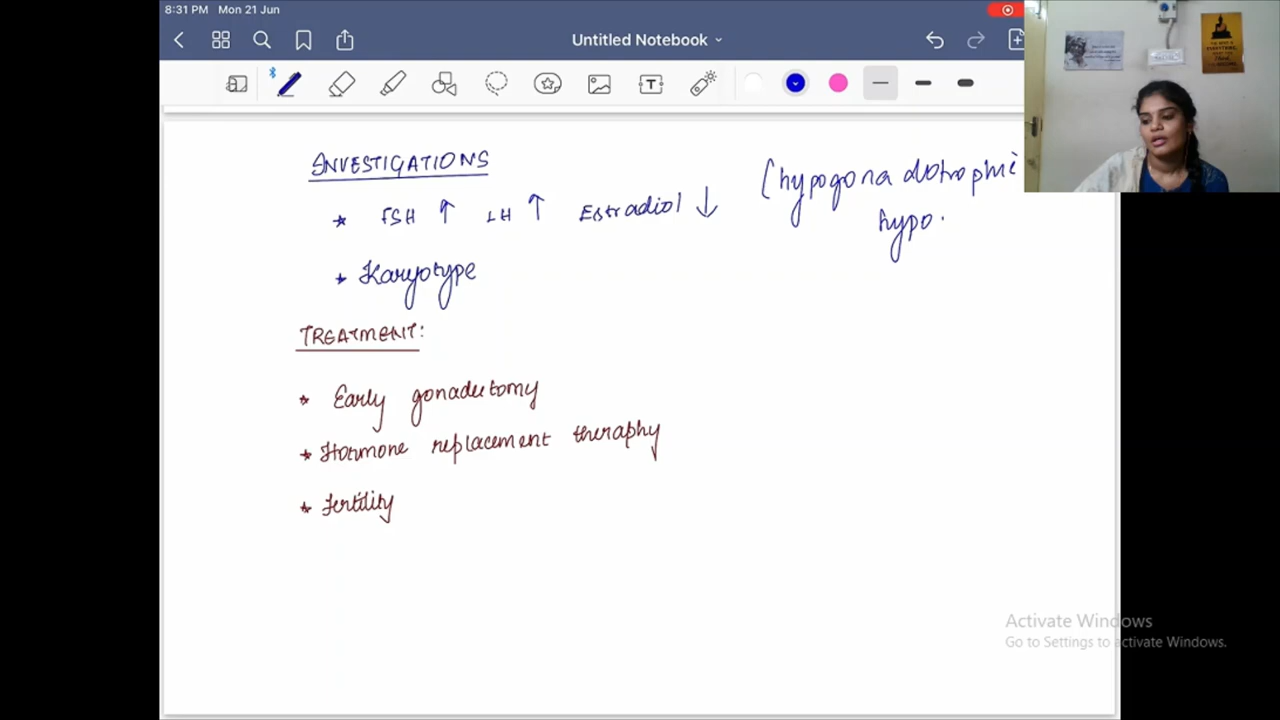 8:31 PM Mon 21 Jun
Untitled Notebook
INVESTIGATIONS
* FSH ↑ LH ↑ Estradiol ↓ (hypogonadotrophic
hypo.
* Karyotype
TREATMENT:
* Early gonadectomy
* Hormone replacement theraphy
* Fertility
Activate Windows
Go to Settings to activate Windows.